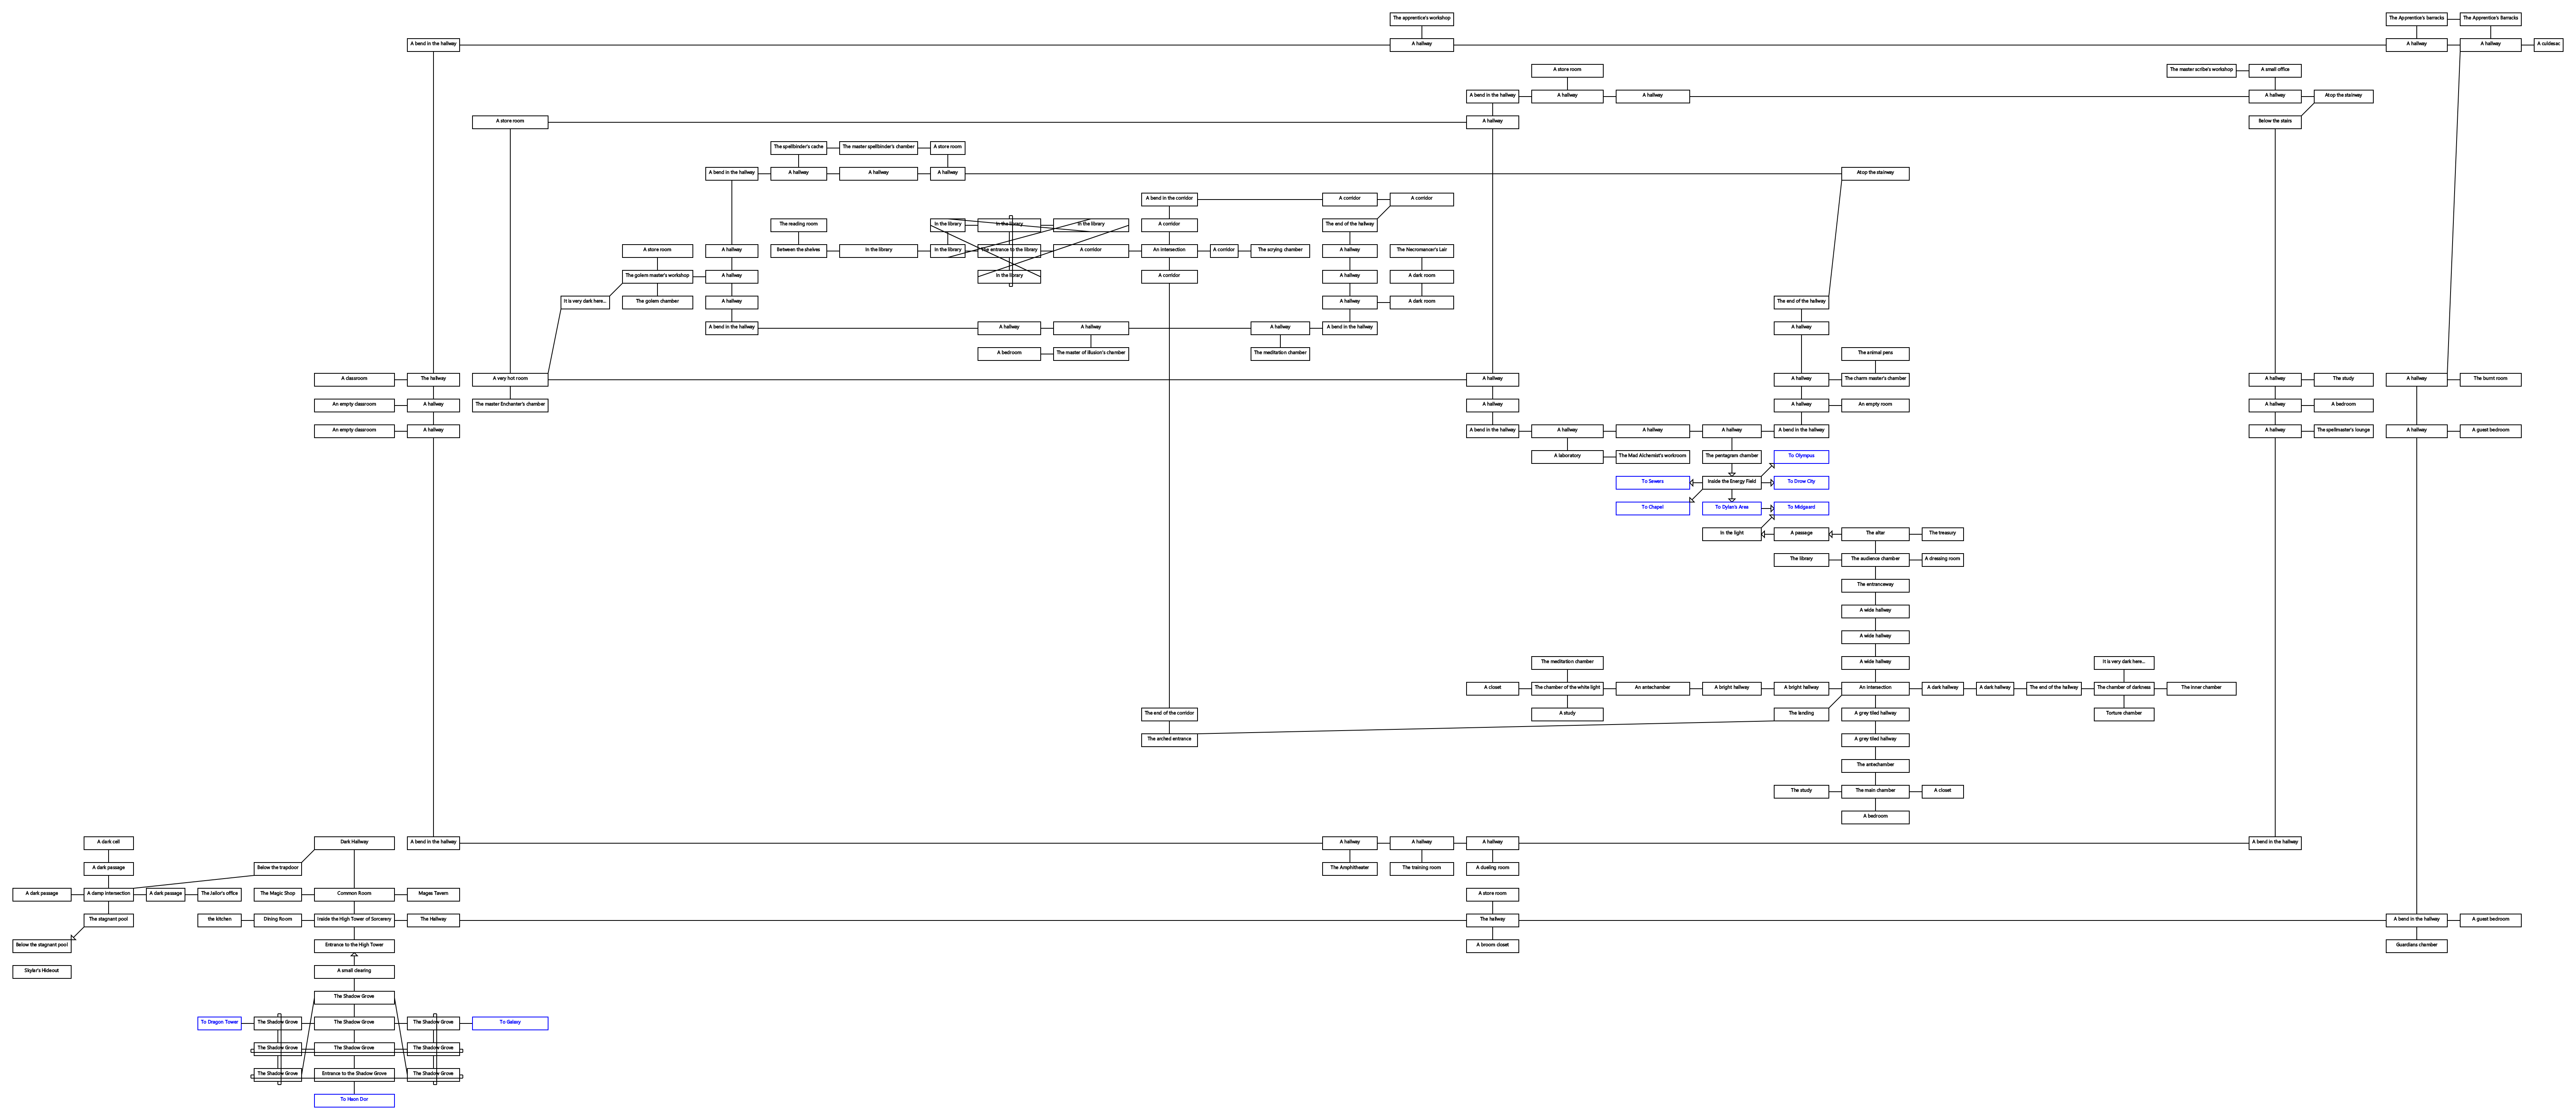 The apprentice's workshop
The Apprentice's barracks
The Apprentice's Barracks
A bend in the hallway
A hallway
A hallway
A hallway
A culdesac
A store room
The master scribe's workshop
A small office
A bend in the hallway
A hallway
A hallway
A hallway
Atop the stairway
A store room
A hallway
Below the stairs
The spellbinder's cache
The master spellbinder's chamber
A store room
A bend in the hallway
A hallway
A hallway
A hallway
Atop the stairway
A bend in the corridor
A corridor
A corridor
The reading room
In the library
In the library
In the library
A corridor
The end of the hallway
A store room
A hallway
Between the shelves
In the library
In the library
The entrance to the library
A corridor
An intersection
A corridor
The scrying chamber
A hallway
The Necromancer's Lair
The golem master's workshop
A hallway
In the library
A corridor
A hallway
A dark room
It is very dark here...
The golem chamber
A hallway
A hallway
A dark room
The end of the hallway
A bend in the hallway
A hallway
A hallway
A hallway
A bend in the hallway
A hallway
A bedroom
The master of illusion's chamber
The meditation chamber
The animal pens
A classroom
The hallway
A very hot room
A hallway
A hallway
The charm master's chamber
A hallway
The study
A hallway
The burnt room
An empty classroom
A hallway
The master Enchanter's chamber
A hallway
A hallway
An empty room
A hallway
A bedroom
An empty classroom
A hallway
A bend in the hallway
A hallway
A hallway
A hallway
A bend in the hallway
A hallway
The spellmaster's lounge
A hallway
A guest bedroom
A laboratory
The Mad Alchemist's workroom
The pentagram chamber
To Olympus
To Sewers
Inside the Energy Field
To Drow City
To Chapel
To Dylan's Area
To Midgaard
In the light
A passage
The altar
The treasury
The library
The audience chamber
A dressing room
The entranceway
A wide hallway
A wide hallway
The meditation chamber
A wide hallway
It is very dark here...
A closet
The chamber of the white light
An antechamber
A bright hallway
A bright hallway
An intersection
A dark hallway
A dark hallway
The end of the hallway
The chamber of darkness
The inner chamber
The end of the corridor
A study
The landing
A grey tiled hallway
Torture chamber
The arched entrance
A grey tiled hallway
The antechamber
The study
The main chamber
A closet
A bedroom
A dark cell
Dark Hallway
A bend in the hallway
A hallway
A hallway
A hallway
A bend in the hallway
A dark passage
Below the trapdoor
The Amphitheater
The training room
A dueling room
A dark passage
A damp intersection
A dark passage
The Jailor's office
The Magic Shop
Common Room
Mages Tavern
A store room
The stagnant pool
the kitchen
Dining Room
Inside the High Tower of Sorcerery
The Hallway
The hallway
A bend in the hallway
A guest bedroom
Below the stagnant pool
Entrance to the High Tower
A broom closet
Guardians chamber
Skylar's Hideout
A small clearing
The Shadow Grove
To Dragon Tower
The Shadow Grove
The Shadow Grove
The Shadow Grove
To Galaxy
The Shadow Grove
The Shadow Grove
The Shadow Grove
The Shadow Grove
Entrance to the Shadow Grove
The Shadow Grove
To Haon Dor